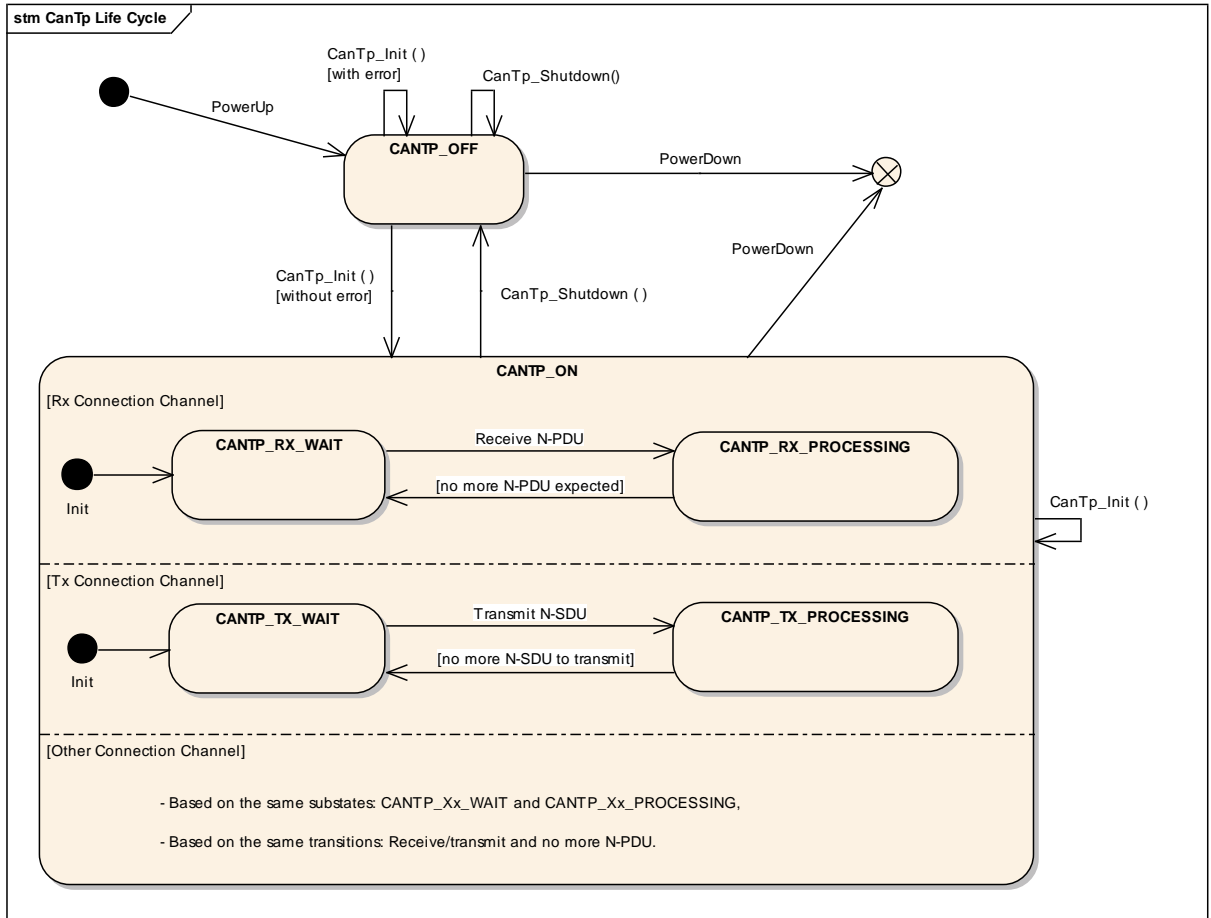 stm CanTp Life Cycle
CanTp_Init ( )
[with error]
CanTp_Shutdown()
PowerUp
CANTP_OFF
PowerDown
PowerDown
CanTp_Init ( )
[without error]
CanTp_Shutdown ( )
CANTP_ON
[Rx Connection Channel]
CANTP_RX_WAIT
Receive N-PDU
CANTP_RX_PROCESSING
[no more N-PDU expected]
Init
CanTp_Init ( )
[Tx Connection Channel]
CANTP_TX_WAIT
Transmit N-SDU
CANTP_TX_PROCESSING
[no more N-SDU to transmit]
Init
[Other Connection Channel]
- Based on the same substates: CANTP_Xx_WAIT and CANTP_Xx_PROCESSING,
- Based on the same transitions: Receive/transmit and no more N-PDU.